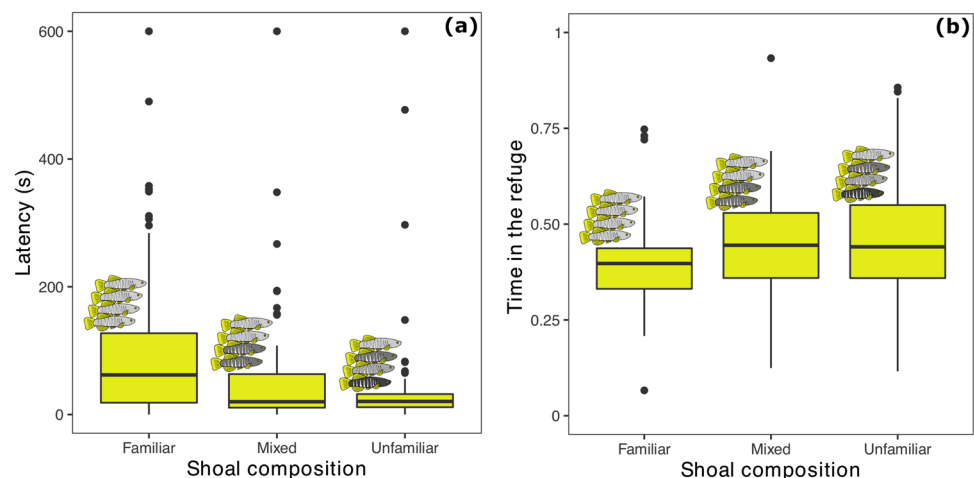 (a)
Latency (s)
600
400
200
0
Familiar Mixed Unfamiliar
Shoal composition
(b)
Time in the refuge
1
0.75
0.50
0.25
0
Familiar Mixed Unfamiliar
Shoal composition